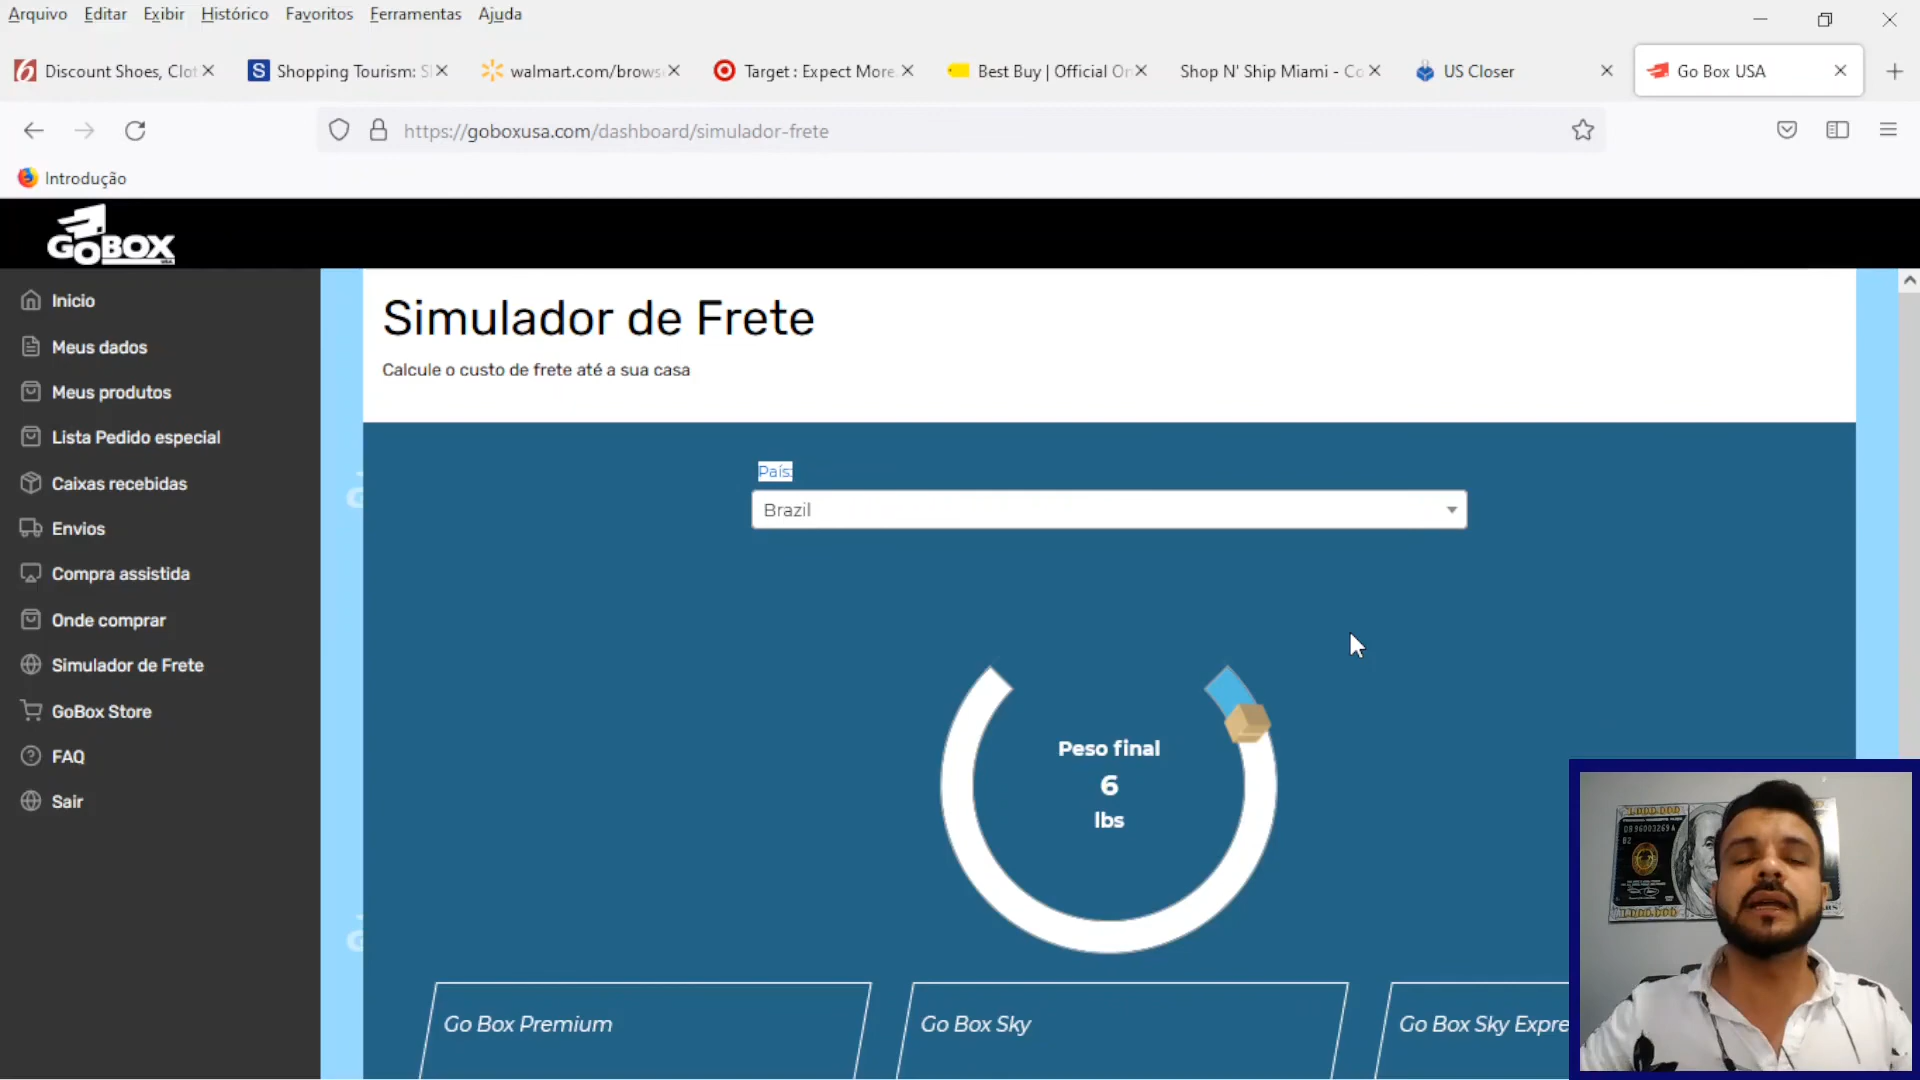 Arquivo Editar Exibir Histórico Favoritos Ferramentas Ajuda
Discount Shoes, Clot
Shopping Tourism: S
walmart.com/brows
Target : Expect More.
Best Buy | Official On
Shop N' Ship Miami - Co
US Closer
Go Box USA
https://goboxusa.com/dashboard/simulador-frete
Introdução
GOBOX
Inicio
Meus dados
Meus produtos
Lista Pedido especial
Caixas recebidas
Envios
Compra assistida
Onde comprar
Simulador de Frete
GoBox Store
FAQ
Sair
Simulador de Frete
Calcule o custo de frete até a sua casa
País:
Brazil
Peso final
6
lbs
Go Box Premium
Go Box Sky
Go Box Sky Expre